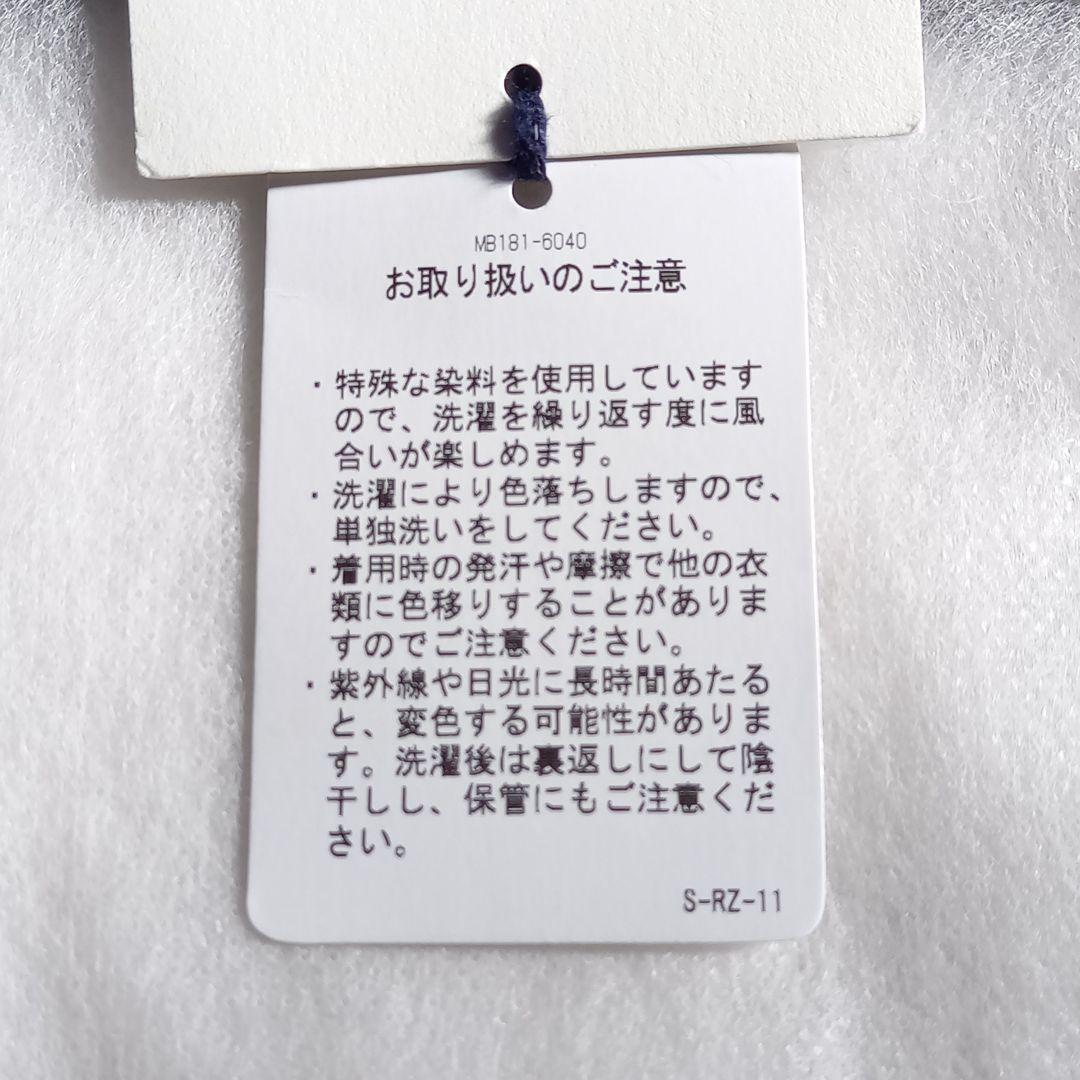 MB181-6040
お取り扱いのご注意
・特殊な染料を使用しています
ので、洗濯を繰り返す度に風
合いが楽しめます。
・洗濯により色落ちしますので、
単独洗いをしてください。
・着用時の発汗や摩擦で他の衣
類に色移りすることがありま
すのでご注意ください。
・紫外線や日光に長時間あたる
と、変色する可能性がありま
す。洗濯後は裏返しにして陰
干しし、保管にもご注意くだ
さい。
S-RZ-11